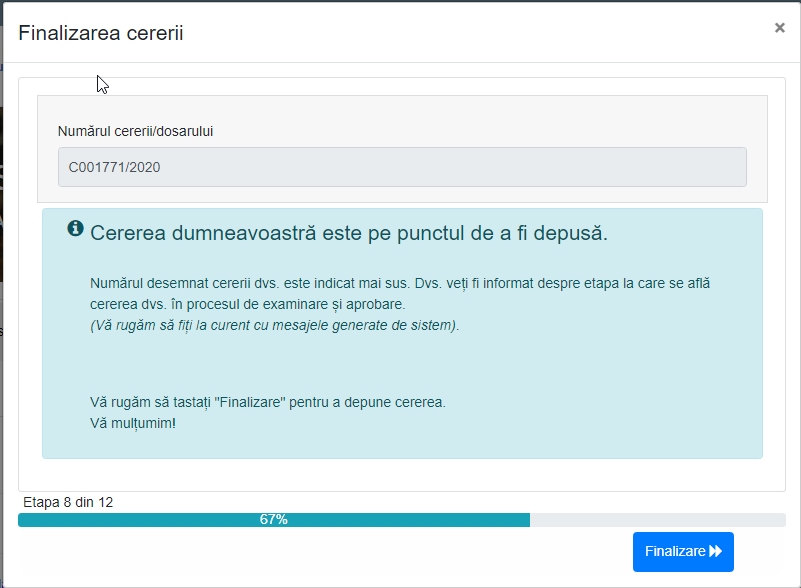 Finalizarea cererii
×
Numărul cererii/dosarului
C001771/2020
Cererea dumneavoastră este pe punctul de a fi depusă.
Numărul desemnat cererii dvs. este indicat mai sus. Dvs. veți fi informat despre etapa la care se află
cererea dvs. în procesul de examinare și aprobare.
(Vă rugăm să fiți la curent cu mesajele generate de sistem).
Vă rugăm să tastați "Finalizare" pentru a depune cererea.
Vă mulțumim!
Etapa 8 din 12
67%
Finalizare